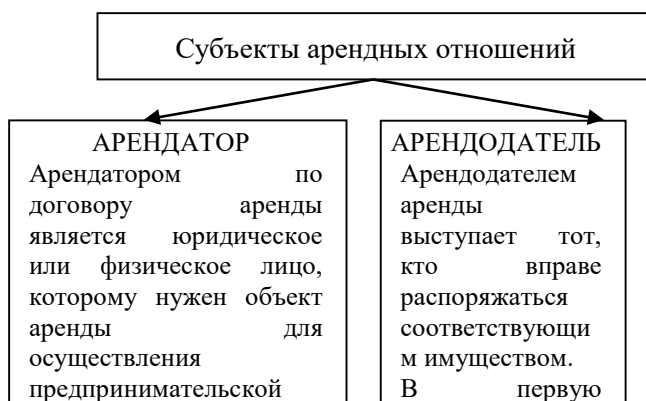 Субъекты арендных отношений
АРЕНДАТОР
Арендатором по
договору аренды
является юридическое
или физическое лицо,
которому нужен объект
аренды для
осуществления
предпринимательской
АРЕНДОДАТЕЛЬ
Арендодателем
аренды
выступает тот,
кто вправе
распоряжаться
соответствующи
м имуществом.
В первую